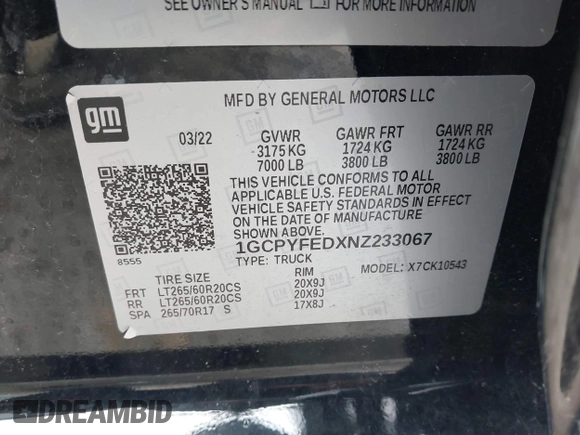 SEE OWNER'S MANUAL FOR MORE INFORMATION
gm
MFD BY GENERAL MOTORS LLC
03/22 GVWR GAWR FRT GAWR RR
3175 KG 1724 KG 1724 KG
7000 LB 3800 LB 3800 LB
THIS VEHICLE CONFORMS TO ALL
APPLICABLE U.S. FEDERAL MOTOR
VEHICLE SAFETY STANDARDS IN EFFECT
ON THE DATE OF MANUFACTURE
SHOWN ABOVE.
8555
1GCPYFEDXNZ233067
TYPE: TRUCK
MODEL: X7CK10543
TIRE SIZE RIM
FRT LT265/60R20CS 20X9J
RR LT265/60R20CS 20X9J
SPA 265/70R17 S 17X8J
DREAMBID